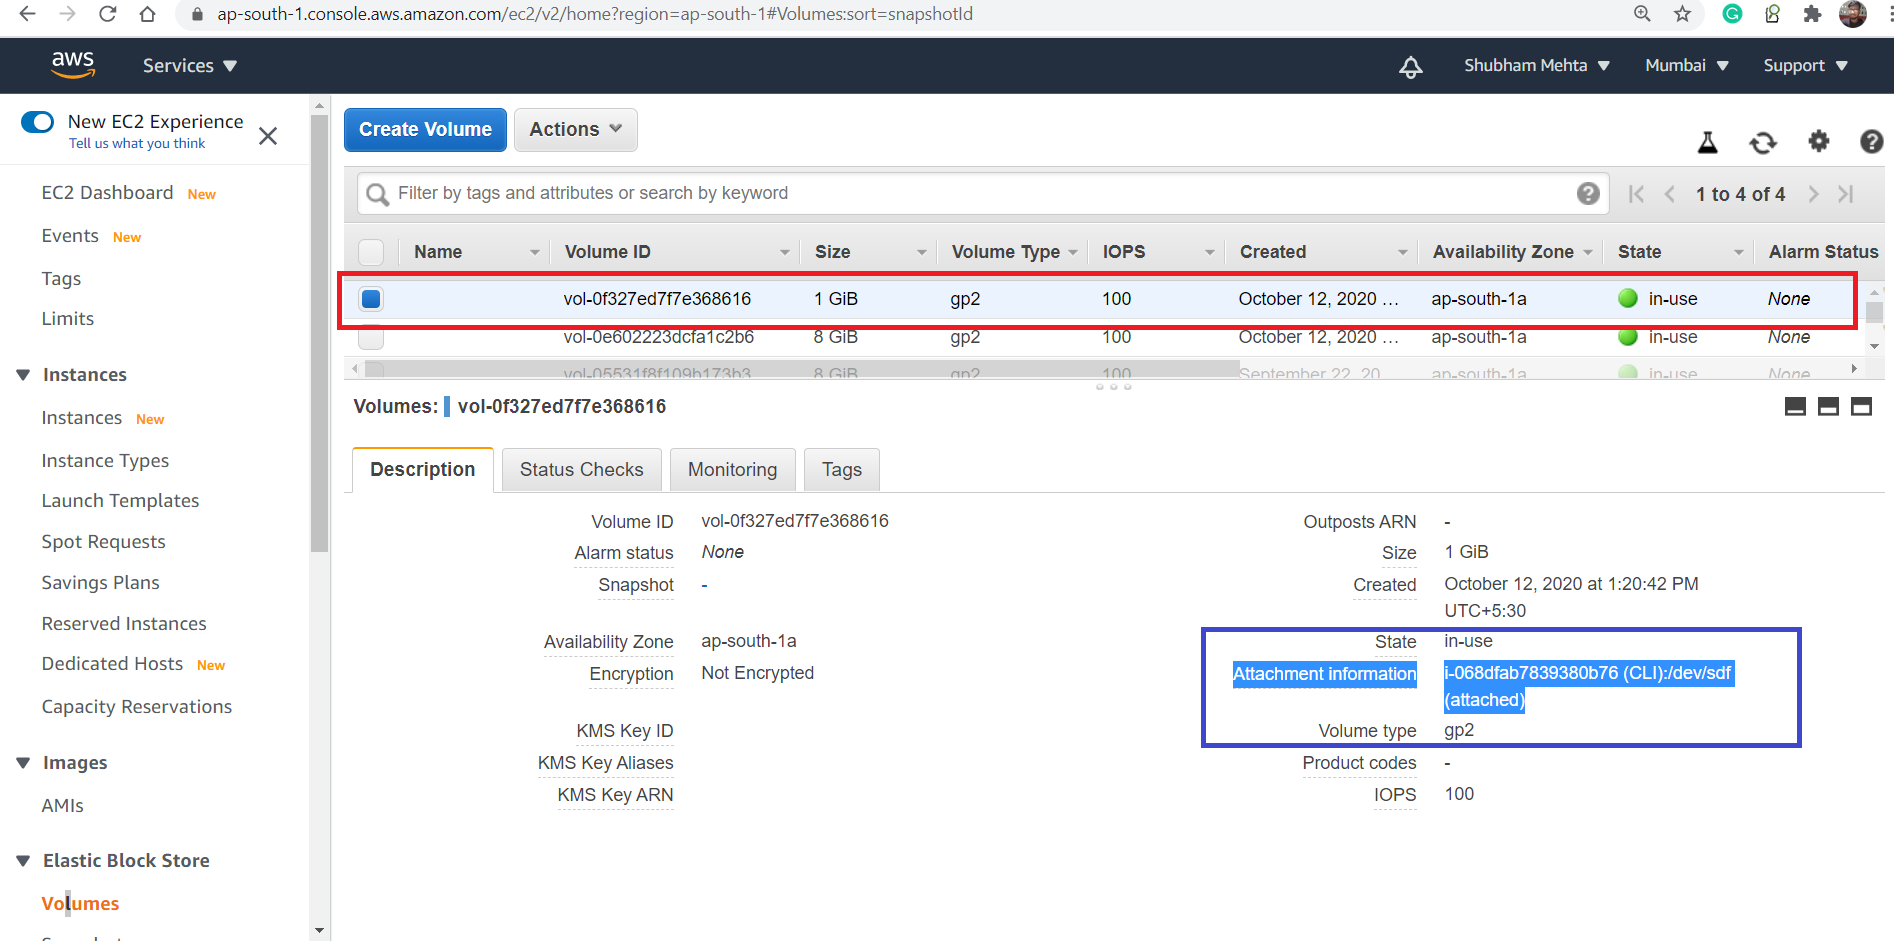 ap-south-1.console.aws.amazon.com/ec2/v2/home?region=ap-south-1#Volumes:sort=snapshotId
aws Services Shubham Mehta Mumbai Support
New EC2 Experience
Tell us what you think
EC2 Dashboard New
Events New
Tags
Limits
Instances
Instances New
Instance Types
Launch Templates
Spot Requests
Savings Plans
Reserved Instances
Dedicated Hosts New
Capacity Reservations
Images
AMIs
Elastic Block Store
Volumes
Create Volume Actions
Filter by tags and attributes or search by keyword 1 to 4 of 4
Name Volume ID Size Volume Type IOPS Created Availability Zone State Alarm Status
vol-0f327ed7f7e368616 1 GiB gp2 100 October 12, 2020 ... ap-south-1a in-use None
vol-0e602223dcfa1c2b6 8 GiB gp2 100 October 12, 2020 ... ap-south-1a in-use None
vol-05531f8f109b173b3 8 GiB gp2 100 September 22, 20 ap-south-1a in-use None
Volumes: vol-0f327ed7f7e368616
Description Status Checks Monitoring Tags
Volume ID vol-0f327ed7f7e368616
Alarm status None
Snapshot -
Availability Zone ap-south-1a
Encryption Not Encrypted
KMS Key ID
KMS Key Aliases
KMS Key ARN
Outposts ARN -
Size 1 GiB
Created October 12, 2020 at 1:20:42 PM
UTC+5:30
State in-use
Attachment information i-068dfab7839380b76 (CLI):/dev/sdf
(attached)
Volume type gp2
Product codes -
IOPS 100